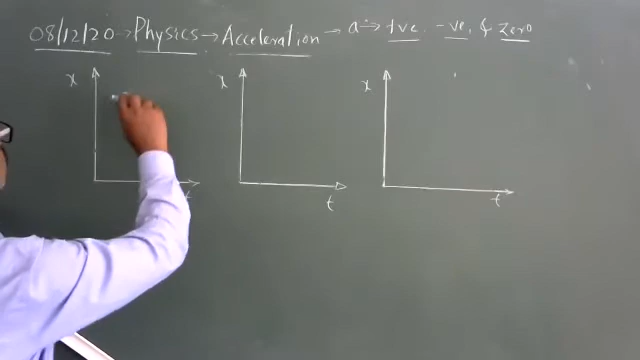 08/12/20 → Physics → Acceleration → a → +ve, -ve, & Zero
x x x
t t t